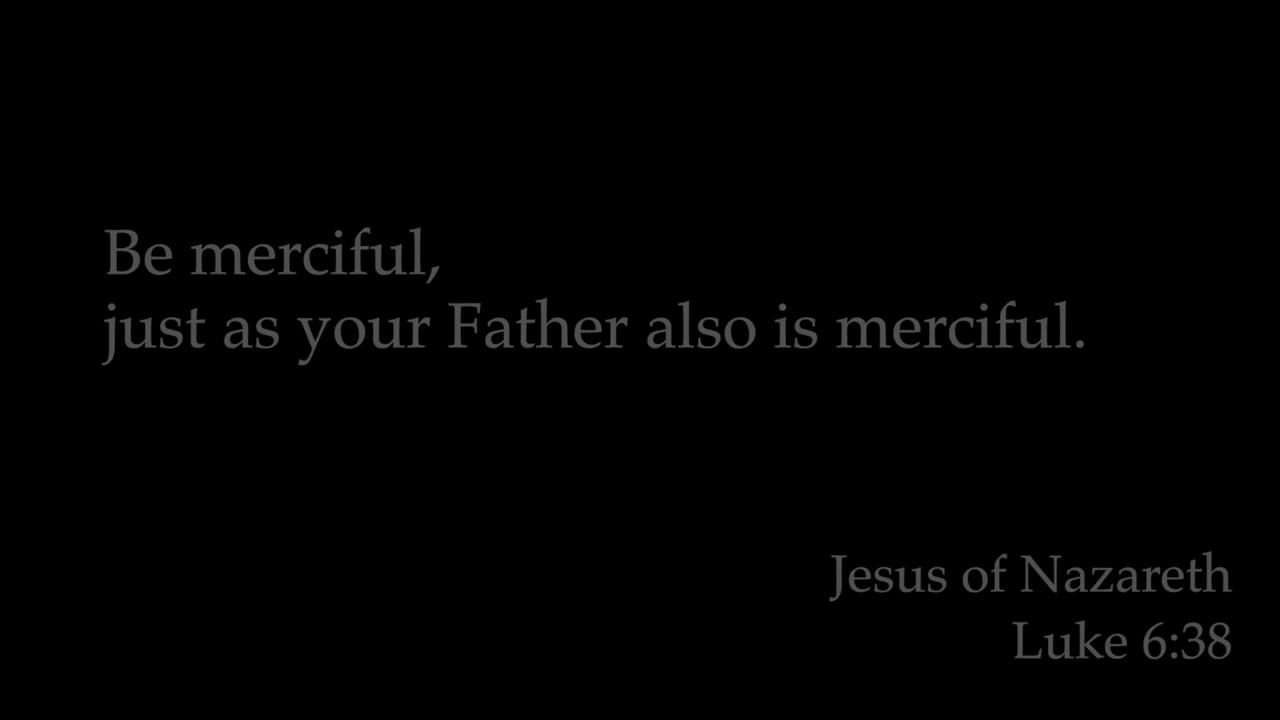 Be merciful,
just as your Father also is merciful.
Jesus of Nazareth
Luke 6:38